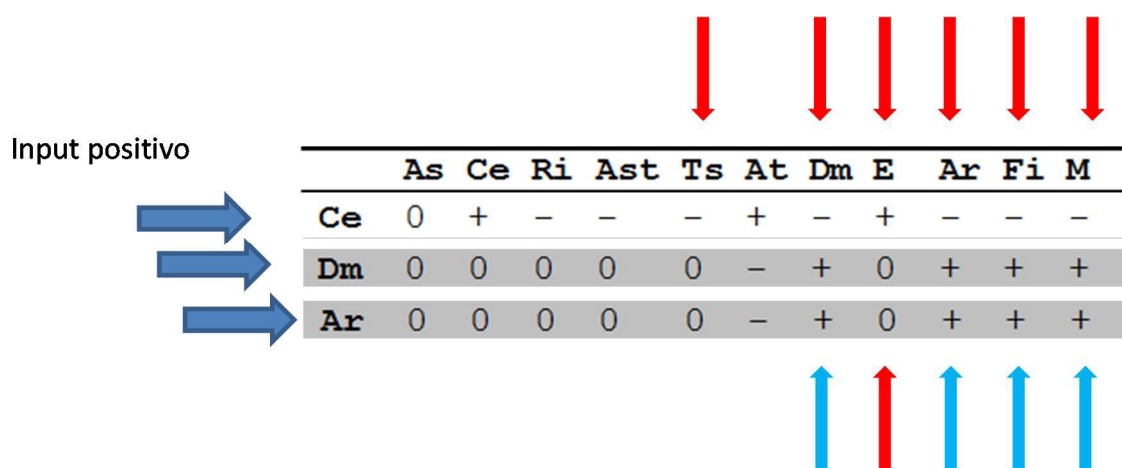 Input positivo
As Ce Ri Ast Ts At Dm E Ar Fi M
Ce 0 + − − − + − + − − −
Dm 0 0 0 0 0 − + 0 + + +
Ar 0 0 0 0 0 − + 0 + + +